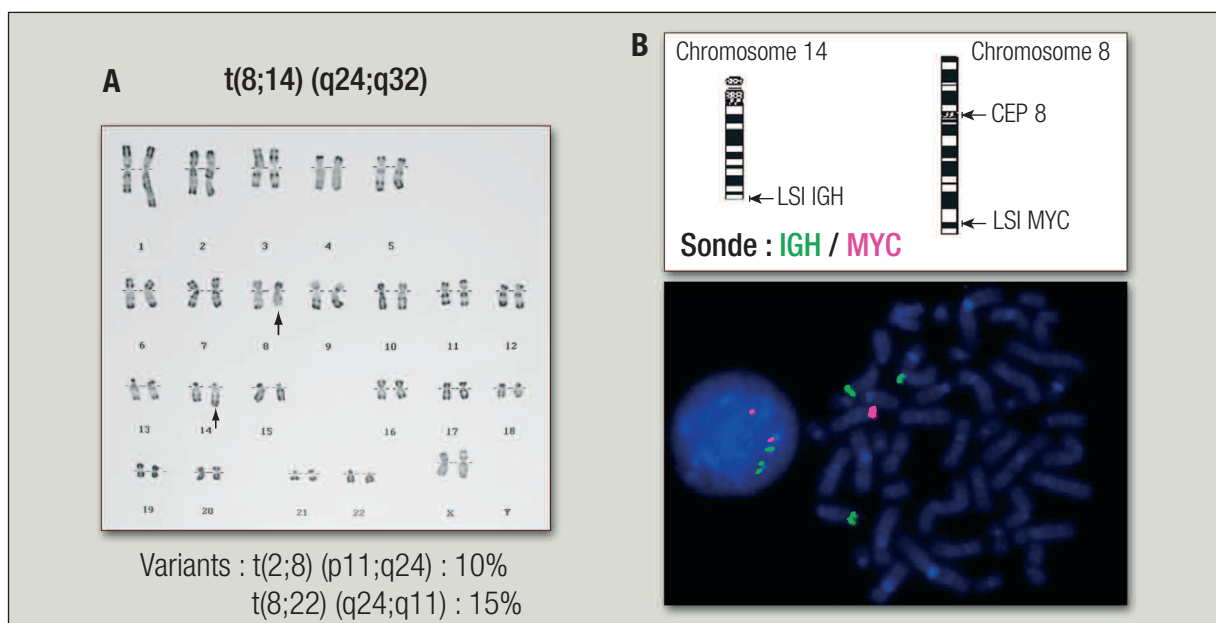 A
t(8;14) (q24;q32)
1 2 3 4 5
6 7 8 9 10 11 12
13 14 15 16 17 18
19 20 21 22 X Y
Variants : t(2;8) (p11;q24) : 10%
t(8;22) (q24;q11) : 15%
B
Chromosome 14 Chromosome 8
CEP 8
LSI IGH
LSI MYC
Sonde : IGH / MYC